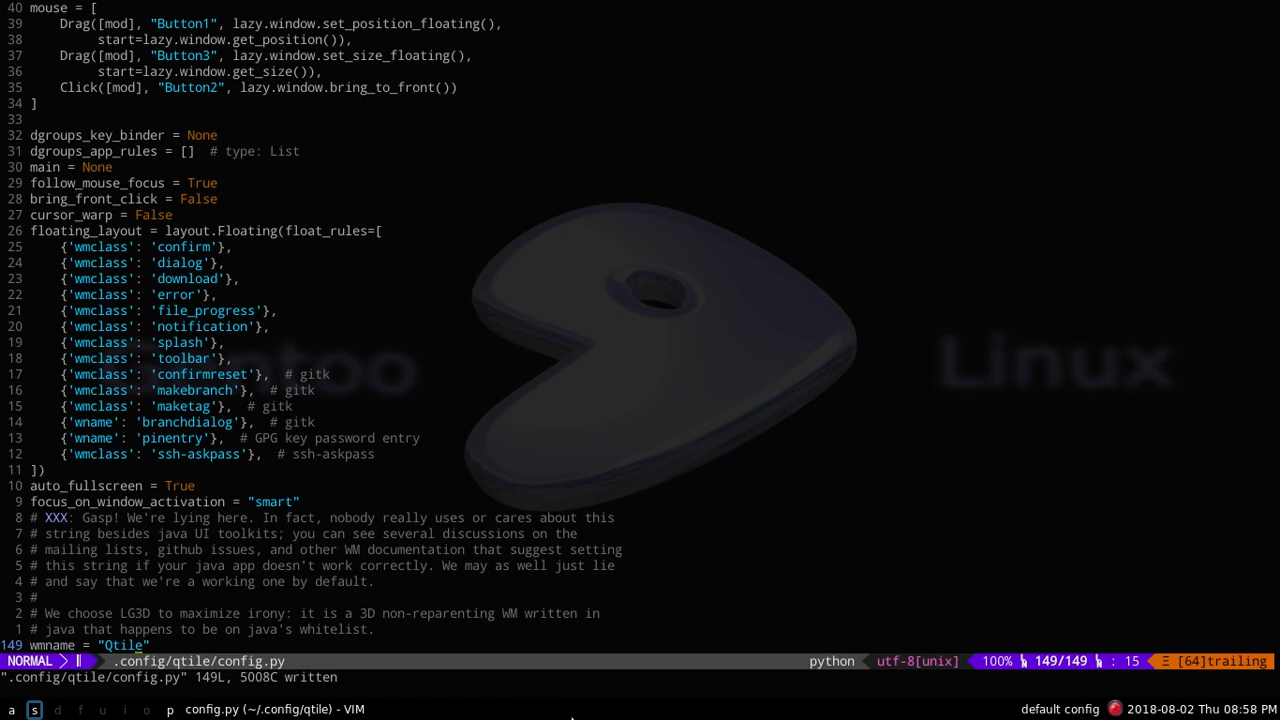 40 mouse = [
39     Drag([mod], "Button1", lazy.window.set_position_floating(),
38          start=lazy.window.get_position()),
37     Drag([mod], "Button3", lazy.window.set_size_floating(),
36          start=lazy.window.get_size()),
35     Click([mod], "Button2", lazy.window.bring_to_front())
34 ]
33
32 dgroups_key_binder = None
31 dgroups_app_rules = []  # type: List
30 main = None
29 follow_mouse_focus = True
28 bring_front_click = False
27 cursor_warp = False
26 floating_layout = layout.Floating(float_rules=[
25     {'wmclass': 'confirm'},
24     {'wmclass': 'dialog'},
23     {'wmclass': 'download'},
22     {'wmclass': 'error'},
21     {'wmclass': 'file_progress'},
20     {'wmclass': 'notification'},
19     {'wmclass': 'splash'},
18     {'wmclass': 'toolbar'},
17     {'wmclass': 'confirmreset'},  # gitk
16     {'wmclass': 'makebranch'},  # gitk
15     {'wmclass': 'maketag'},  # gitk
14     {'wname': 'branchdialog'},  # gitk
13     {'wname': 'pinentry'},  # GPG key password entry
12     {'wmclass': 'ssh-askpass'},  # ssh-askpass
11 ])
10 auto_fullscreen = True
9 focus_on_window_activation = "smart"
8 # XXX: Gasp! We're lying here. In fact, nobody really uses or cares about this
7 # string besides java UI toolkits; you can see several discussions on the
6 # mailing lists, github issues, and other WM documentation that suggest setting
5 # this string if your java app doesn't work correctly. We may as well just lie
4 # and say that we're a working one by default.
3 #
2 # We choose LG3D to maximize irony: it is a 3D non-reparenting WM written in
1 # java that happens to be on java's whitelist.
149 wmname = "Qtile"
NORMAL .config/qtile/config.py python utf-8[unix] 100% 149/149 : 15 Ξ [64]trailing
".config/qtile/config.py" 149L, 5008C written
a s d f u i o p config.py (~/.config/qtile) - VIM default config 2018-08-02 Thu 08:58 PM
Linux